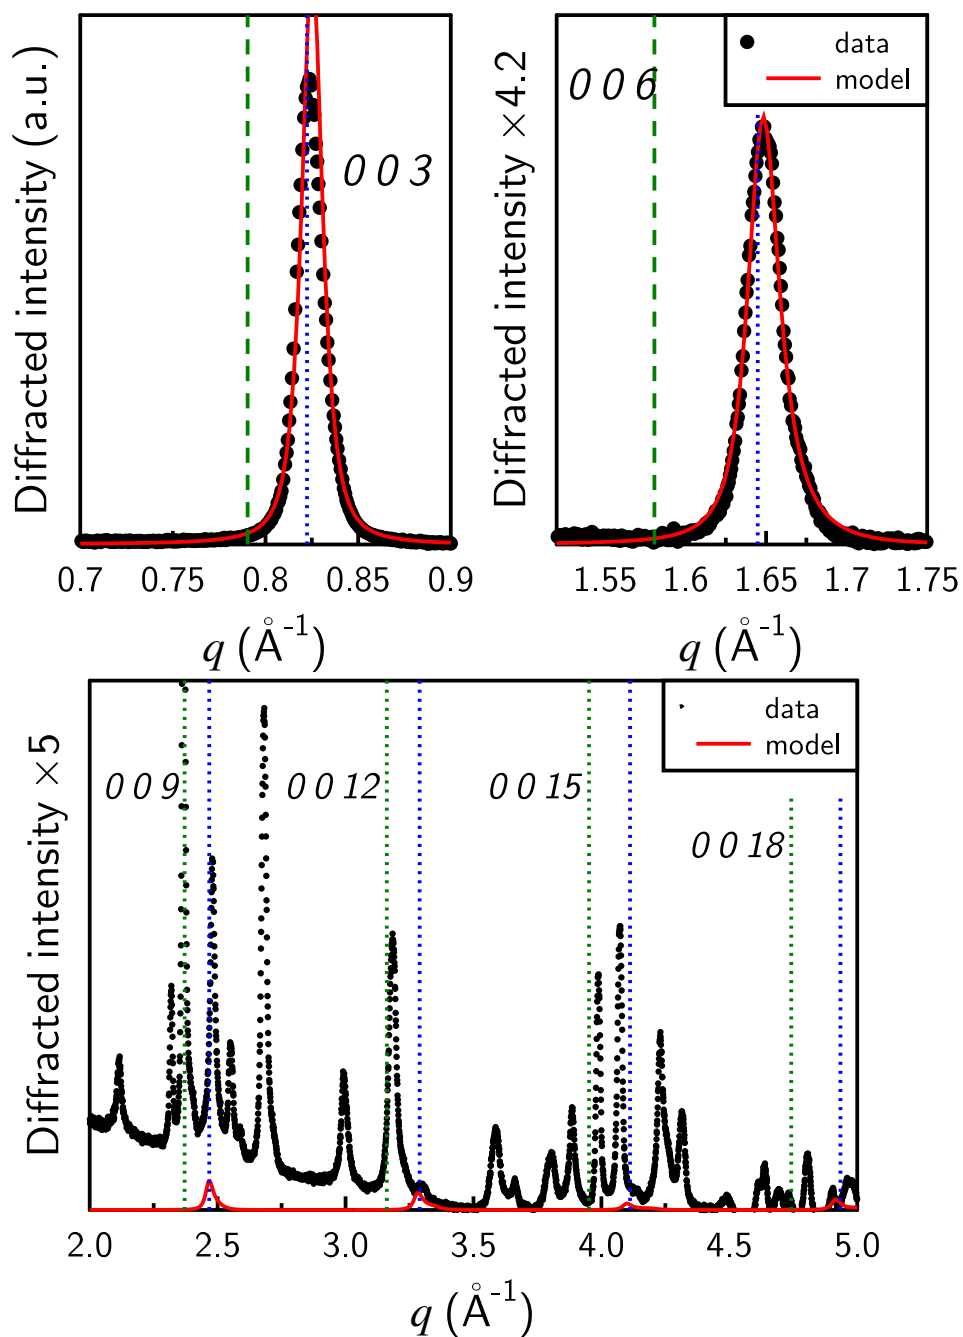 Diffracted intensity (a.u.)
0 0 3
0.7 0.75 0.8 0.85 0.9
q (Å-1)
Diffracted intensity ×4.2
0 0 6
data
model
1.55 1.6 1.65 1.7 1.75
q (Å-1)
Diffracted intensity ×5
data
model
0 0 9
0 0 12
0 0 15
0 0 18
2.0 2.5 3.0 3.5 4.0 4.5 5.0
q (Å-1)